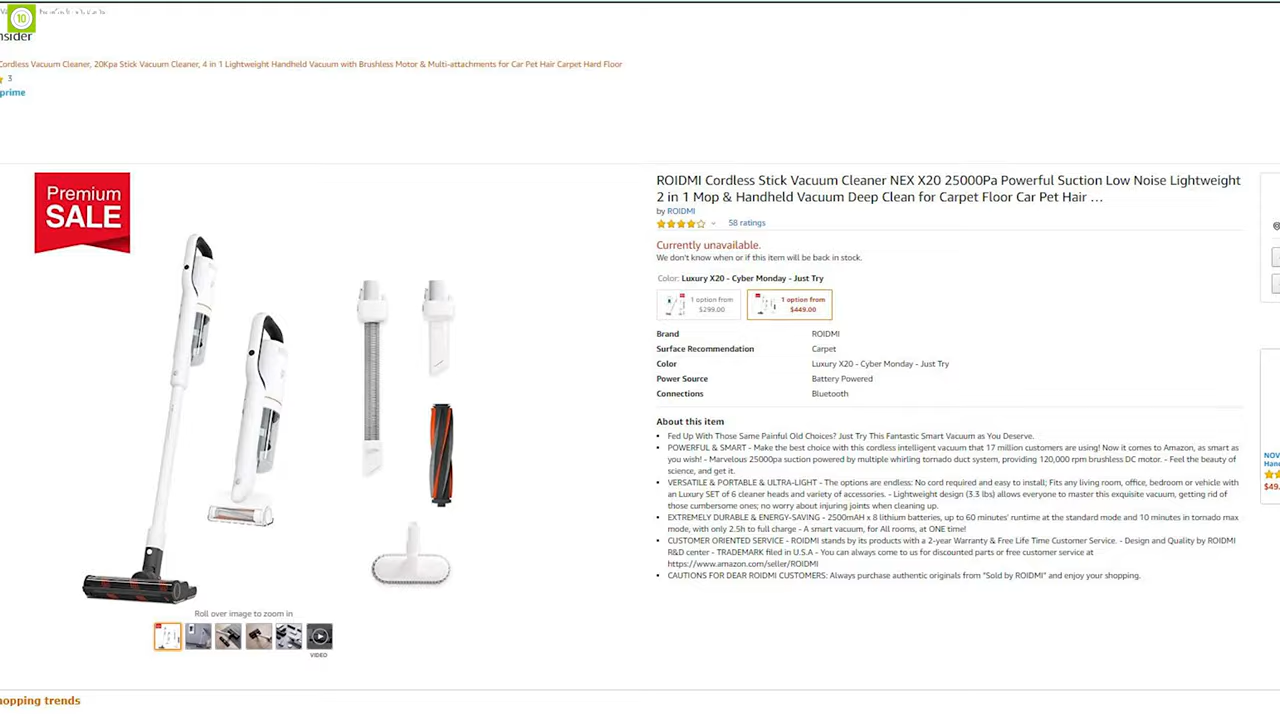 10
nsider
Cordless Vacuum Cleaner, 20Kpa Stick Vacuum Cleaner, 4 in 1 Lightweight Handheld Vacuum with Brushless Motor & Multi-attachments for Car Pet Hair Carpet Hard Floor
3
prime
Premium
SALE
ROIDMI Cordless Stick Vacuum Cleaner NEX X20 25000Pa Powerful Suction Low Noise Lightweight
2 in 1 Mop & Handheld Vacuum Deep Clean for Carpet Floor Car Pet Hair …
by ROIDMI
58 ratings
Currently unavailable.
We don't know when or if this item will be back in stock.
Color: Luxury X20 - Cyber Monday - Just Try
1 option from
$299.00
1 option from
$449.00
Brand ROIDMI
Surface Recommendation Carpet
Color Luxury X20 - Cyber Monday - Just Try
Power Source Battery Powered
Connections Bluetooth
About this item
• Fed Up With Those Same Painful Old Choices? Just Try This Fantastic Smart Vacuum as You Deserve.
• POWERFUL & SMART - Make the best choice with this cordless intelligent vacuum that 17 million customers are using! Now it comes to Amazon, as smart as
you wish! - Marvelous 25000pa suction powered by multiple whirling tornado duct system, providing 120,000 rpm brushless DC motor. - Feel the beauty of
science, and get it.
• VERSATILE & PORTABLE & ULTRA-LIGHT - The options are endless: No cord required and easy to install; Fits any living room, office, bedroom or vehicle with
an Luxury SET of 6 cleaner heads and variety of accessories. - Lightweight design (3.3 lbs) allows everyone to master this exquisite vacuum, getting rid of
those cumbersome ones; no worry about injuring joints when cleaning up.
• EXTREMELY DURABLE & ENERGY-SAVING - 2500mAH x 8 lithium batteries, up to 60 minutes' runtime at the standard mode and 10 minutes in tornado max
mode, with only 2.5h to full charge - A smart vacuum, for All rooms, at ONE time!
• CUSTOMER ORIENTED SERVICE - ROIDMI stands by its products with a 2-year Warranty & Free Life Time Customer Service. - Design and Quality by ROIDMI
R&D center - TRADEMARK filed in U.S.A - You can always come to us for discounted parts or free customer service at
https://www.amazon.com/seller/ROIDMI
• CAUTIONS FOR DEAR ROIDMI CUSTOMERS: Always purchase authentic originals from "Sold by ROIDMI" and enjoy your shopping.
NOV
Hand
$49.
Roll over image to zoom in
VIDEO
hopping trends